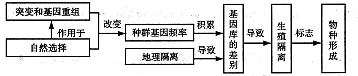 突变和基因重组
作用于
自然选择
改变
种群基因频率
积累
地理隔离
导致
基因库的差别
导致
生殖隔离
标志
物种形成